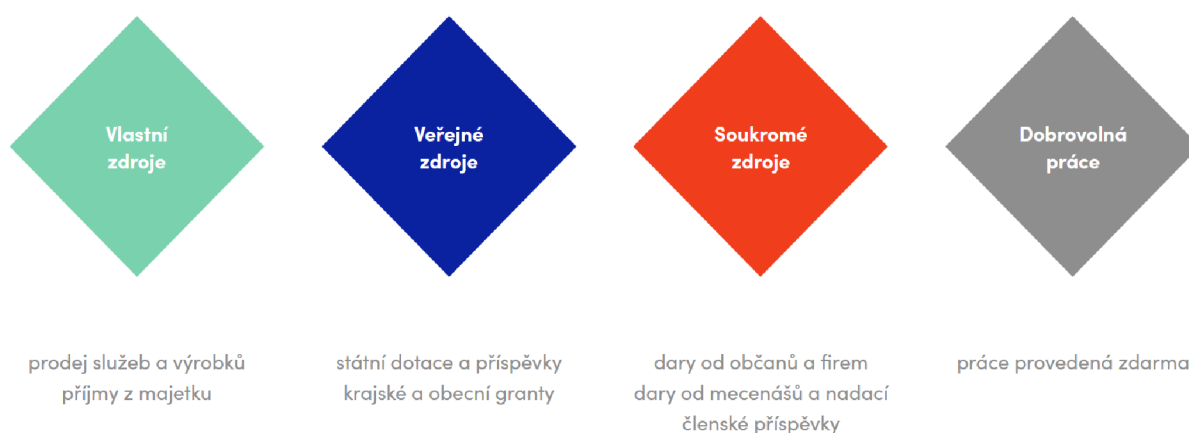 Vlastní
zdroje
Veřejné
zdroje
Soukromé
zdroje
Dobrovolná
práce
prodej služeb a výrobků
příjmy z majetku
státní dotace a příspěvky
krajské a obecní granty
dary od občanů a firem
dary od mecenášů a nadací
členské příspěvky
práce provedená zdarma